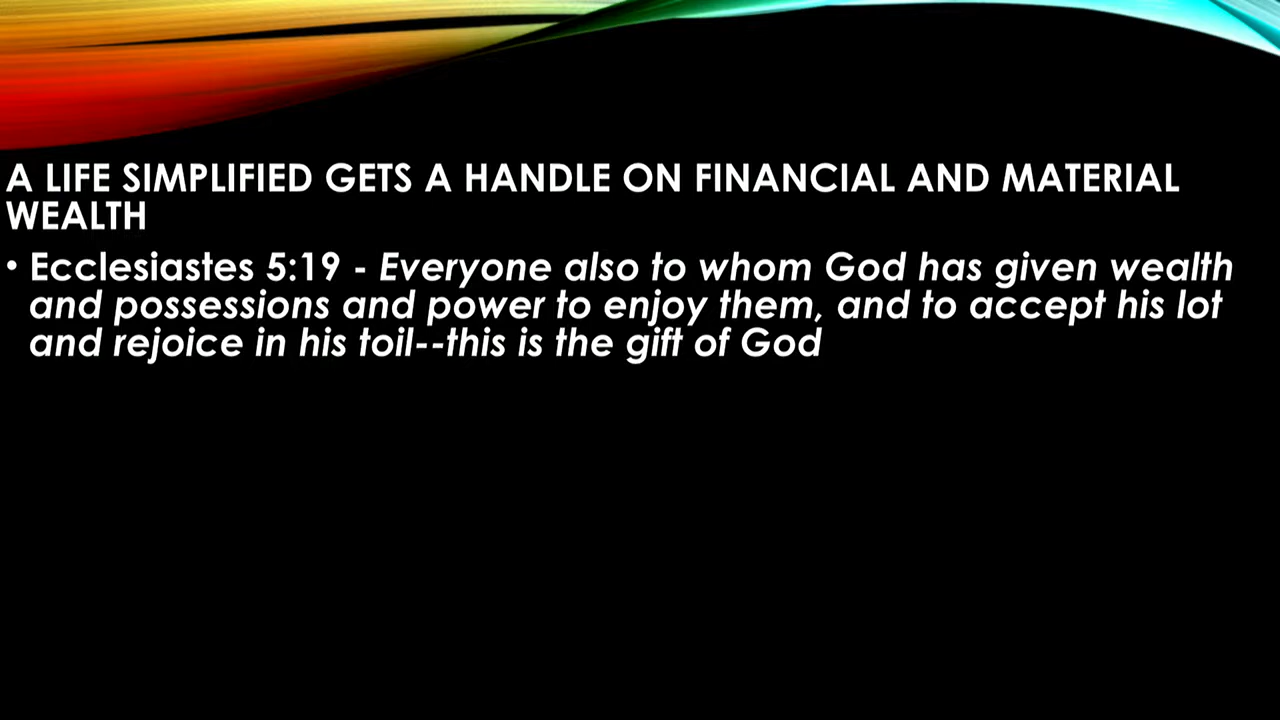 A LIFE SIMPLIFIED GETS A HANDLE ON FINANCIAL AND MATERIAL
WEALTH
• Ecclesiastes 5:19 - Everyone also to whom God has given wealth
and possessions and power to enjoy them, and to accept his lot
and rejoice in his toil--this is the gift of God